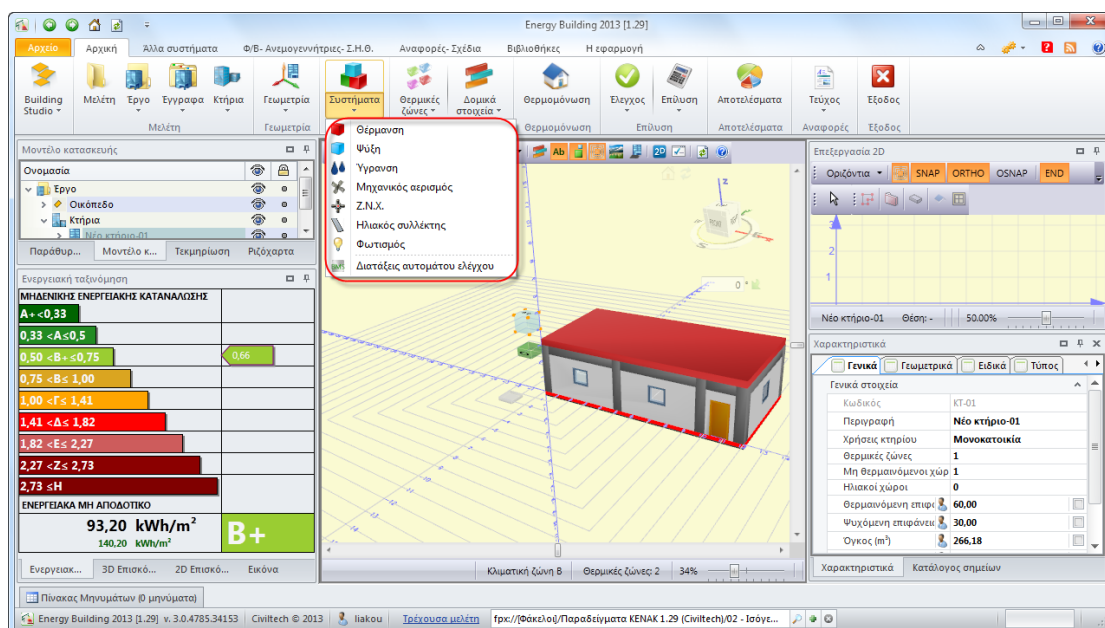 Energy Building 2013 [1.29]
Αρχείο Αρχική Άλλα συστήματα Φ/Β- Ανεμογεννήτριες- Σ.Η.Θ. Αναφορές- Σχέδια Βιβλιοθήκες Η εφαρμογή
Building Studio Μελέτη Έργο Έγγραφα Κτήρια Γεωμετρία Συστήματα Θερμικές ζώνες Δομικά στοιχεία Θερμομόνωση Έλεγχος Επίλυση Αποτελέσματα Τεύχος Έξοδος
Μελέτη Γεωμετρία Θερμομόνωση Επίλυση Αποτελέσματα Αναφορές Έξοδος
Θέρμανση
Ψύξη
Ύγρανση
Μηχανικός αερισμός
Ζ.Ν.Χ.
Ηλιακός συλλέκτης
Φωτισμός
Διατάξεις αυτομάτου ελέγχου
Μοντέλο κατασκευής
Ονομασία
Έργο
Οικόπεδο
Κτήρια
Νέο κτήριο-01
Παράθυρ... Μοντέλο κ... Τεκμηρίωση Ριζόχαρτα
Ενεργειακή ταξινόμηση
ΜΗΔΕΝΙΚΗΣ ΕΝΕΡΓΕΙΑΚΗΣ ΚΑΤΑΝΑΛΩΣΗΣ
Α+<0,33
0,33 <Α≤0,5
0,50 <Β+≤0,75 0,66
0,75 <Β≤ 1,00
1,00 <Γ≤ 1,41
1,41 <Δ≤ 1,82
1,82 <Ε≤ 2,27
2,27 <Ζ≤ 2,73
2,73 ≤Η
ΕΝΕΡΓΕΙΑΚΑ ΜΗ ΑΠΟΔΟΤΙΚΟ
93,20 kWh/m²
140,20 kWh/m²
B+
Ενεργειακ... 3D Επισκό... 2D Επισκό... Εικόνα
Ab 2D
Z
0 °
Κλιματική ζώνη Β Θερμικές ζώνες: 2 34%
Επεξεργασία 2D
Οριζόντια SNAP ORTHO OSNAP END
3
2
1
Νέο κτήριο-01 Θέση: - 50.00%
Χαρακτηριστικά
Γενικά Γεωμετρικά Ειδικά Τύπος
Γενικά στοιχεία
Κωδικός ΚΤ-01
Περιγραφή Νέο κτήριο-01
Χρήσεις κτηρίου Μονοκατοικία
Θερμικές ζώνες 1
Μη θερμαινόμενοι χώρ 1
Ηλιακοί χώροι 0
Θερμαινόμενη επιφα 60,00
Ψυχόμενη επιφάνεια 30,00
Όγκος (m³) 266,18
Χαρακτηριστικά Κατάλογος σημείων
Πίνακας Μηνυμάτων (0 μηνύματα)
Energy Building 2013 [1.29] v. 3.0.4785.34153 Civiltech © 2013 liakou Τρέχουσα μελέτη fpx://[Φάκελοι]/Παραδείγματα ΚΕΝΑΚ 1.29 (Civiltech)/02 - Ισόγε...